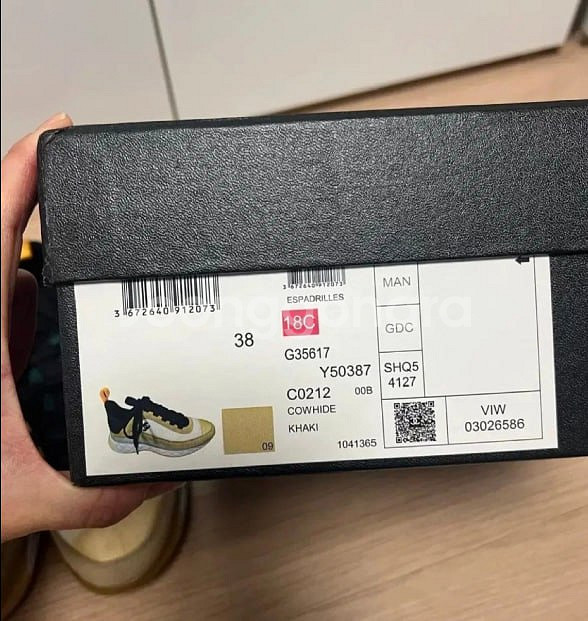 3 672640 912073
3 672640 912073
ESPADRILLES
18C
38
G35617
Y50387
C0212 00B
COWHIDE
KHAKI
1041365
09
MAN
GDC
SHQ5
4127
VIW
03026586